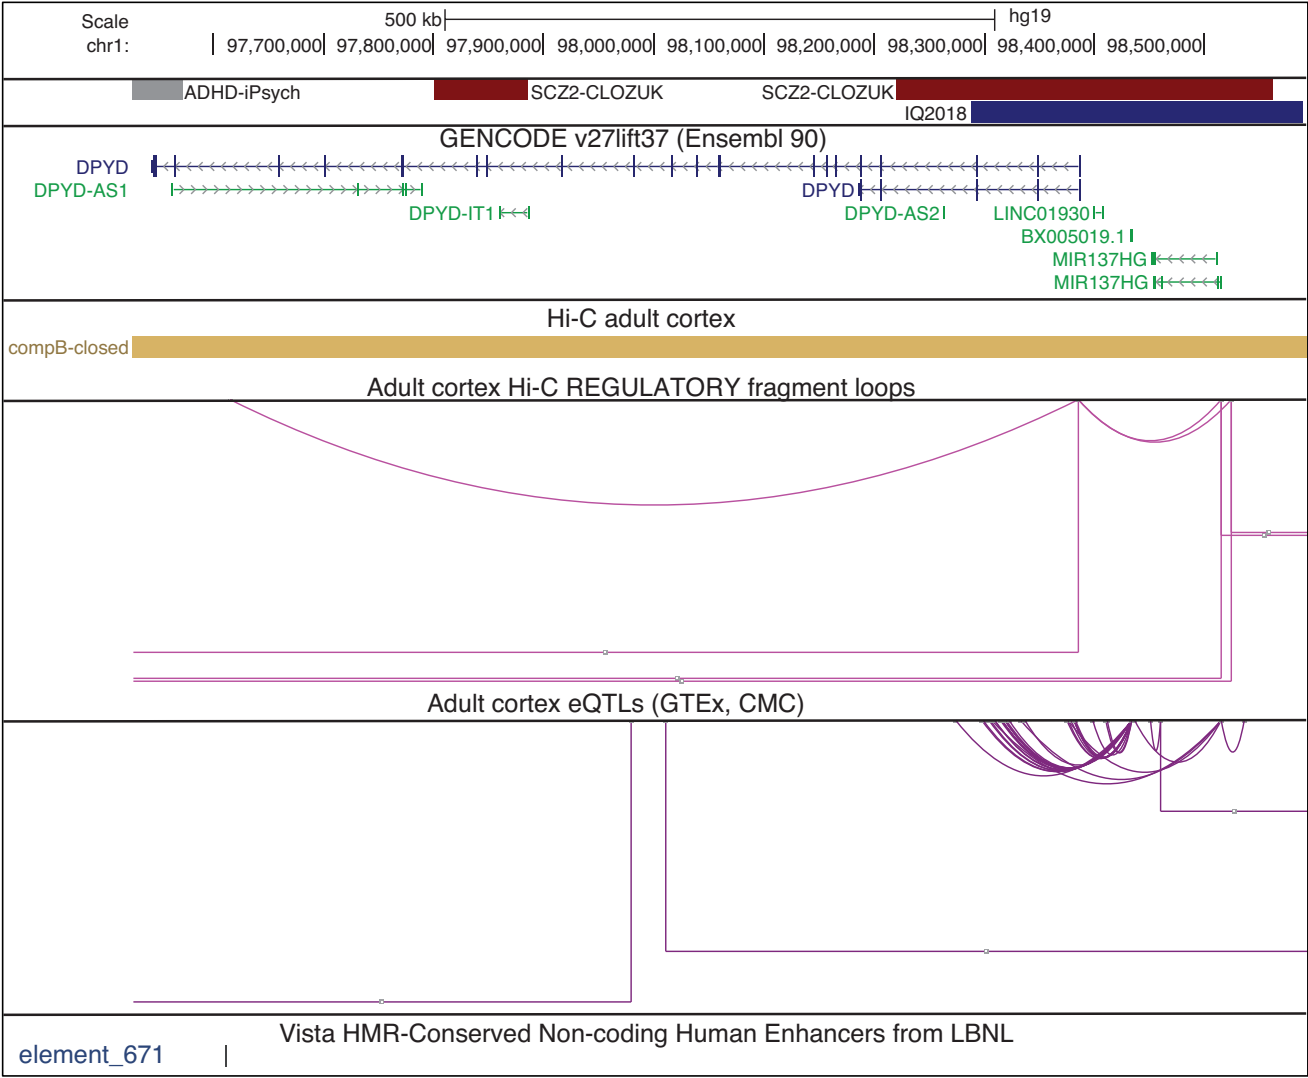 Scale 500 kb hg19
chr1: 97,700,000 97,800,000 97,900,000 98,000,000 98,100,000 98,200,000 98,300,000 98,400,000 98,500,000
ADHD-iPsych SCZ2-CLOZUK SCZ2-CLOZUK
IQ2018
GENCODE v27lift37 (Ensembl 90)
DPYD
DPYD-AS1 DPYD
DPYD-IT1 DPYD-AS2 LINC01930
BX005019.1
MIR137HG
MIR137HG
Hi-C adult cortex
compB-closed
Adult cortex Hi-C REGULATORY fragment loops
Adult cortex eQTLs (GTEx, CMC)
Vista HMR-Conserved Non-coding Human Enhancers from LBNL
element_671